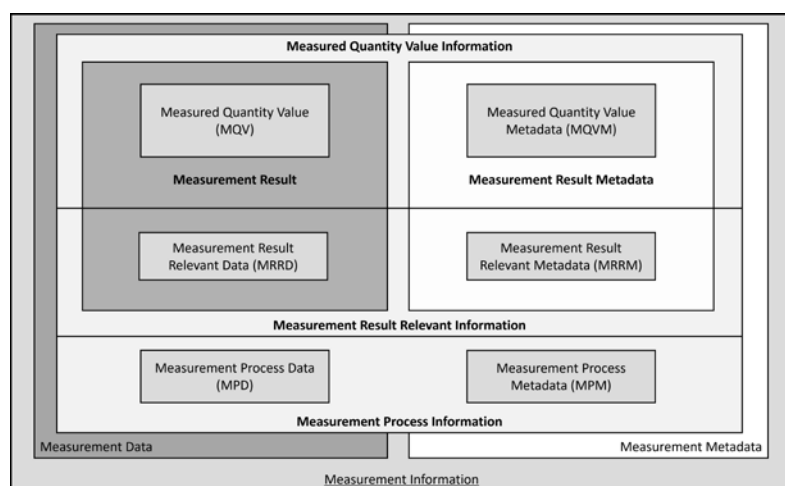 Measured Quantity Value Information
Measured Quantity Value
(MQV)
Measured Quantity Value
Metadata (MQVM)
Measurement Result
Measurement Result Metadata
Measurement Result
Relevant Data (MRRD)
Measurement Result
Relevant Metadata (MRRM)
Measurement Result Relevant Information
Measurement Process Data
(MPD)
Measurement Process
Metadata (MPM)
Measurement Process Information
Measurement Data
Measurement Metadata
Measurement Information